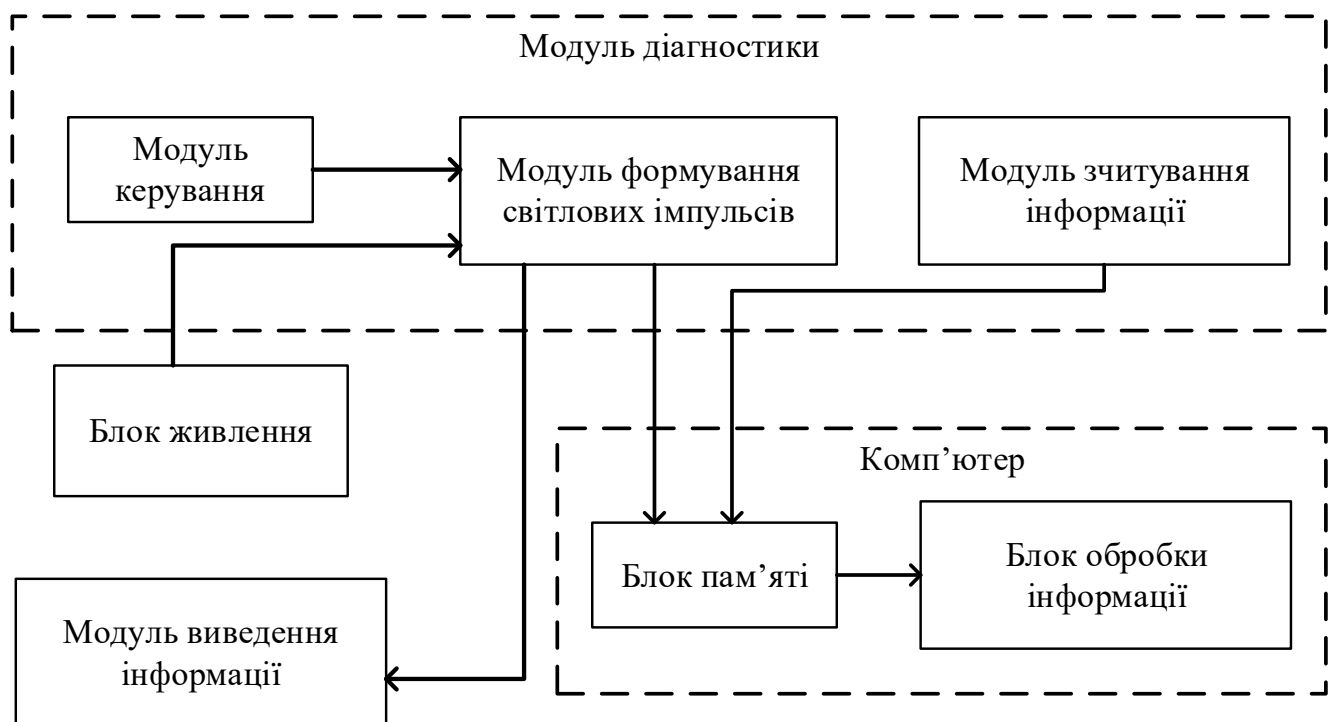 Модуль діагностики
Модуль
керування
Модуль формування
світлових імпульсів
Модуль зчитування
інформації
Блок живлення
Комп’ютер
Блок пам’яті
Блок обробки
інформації
Модуль виведення
інформації